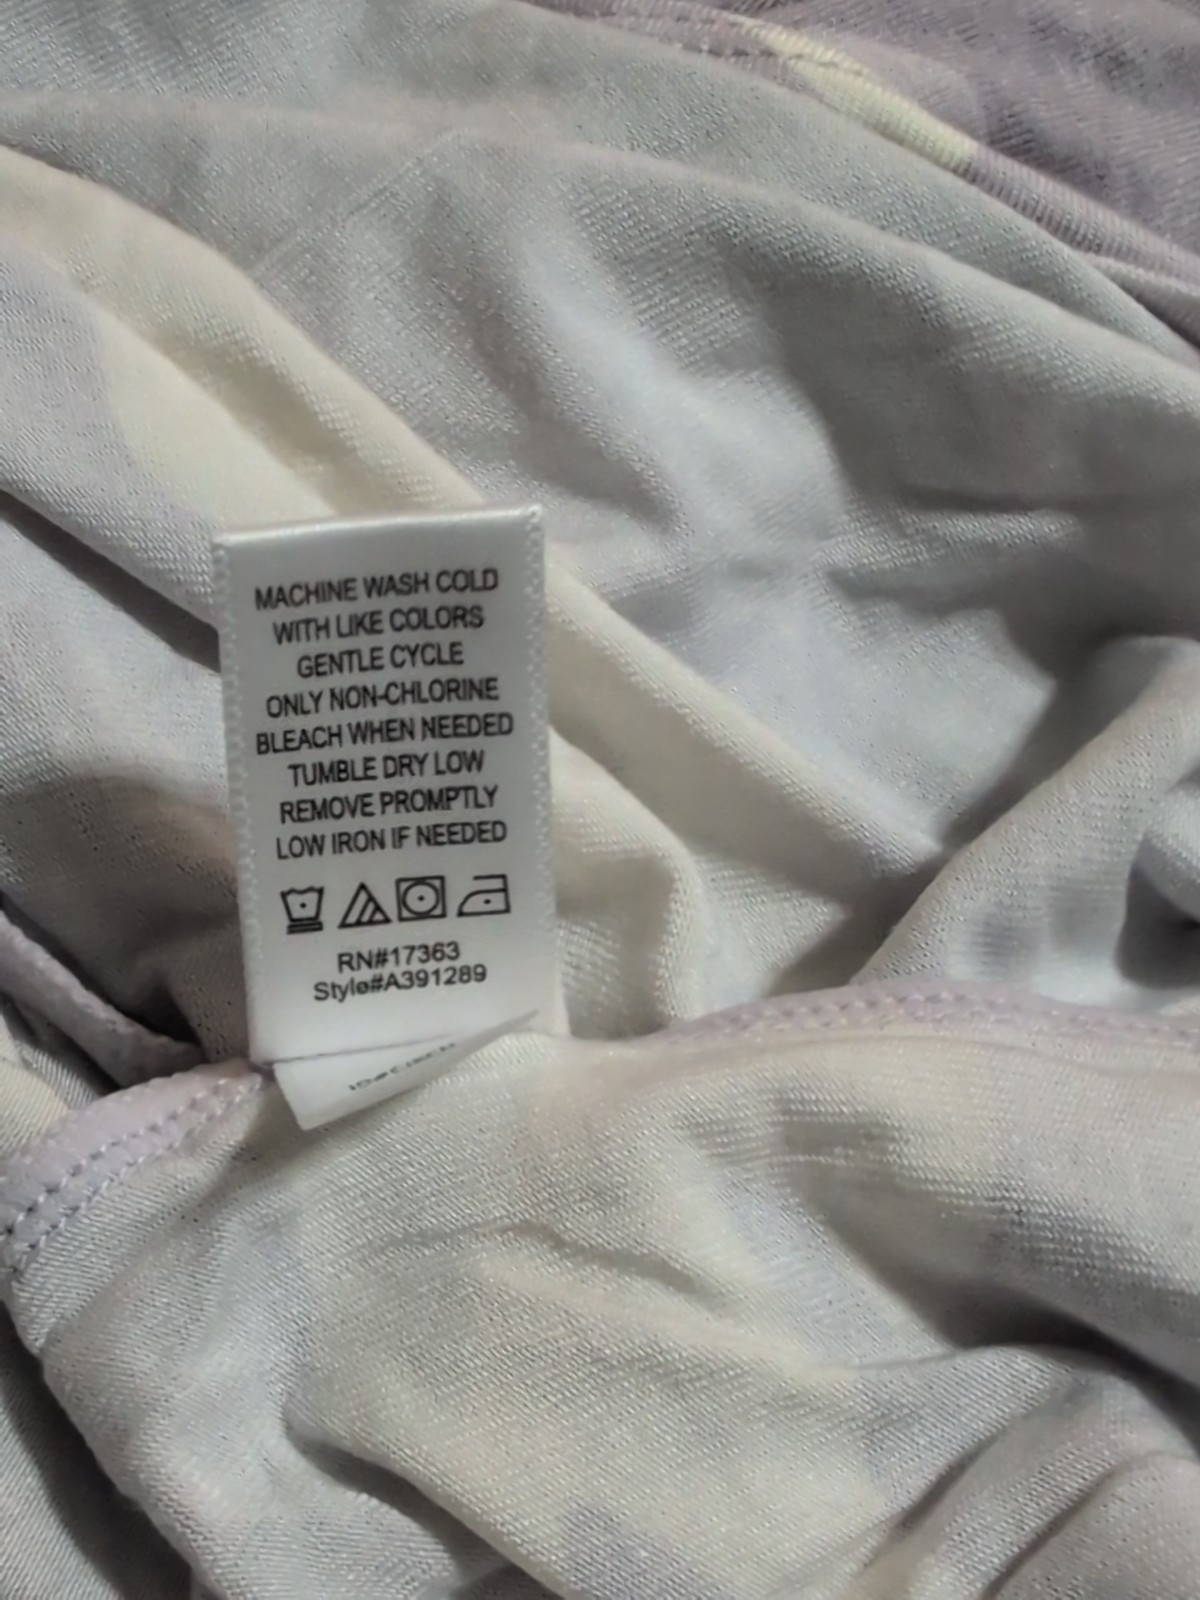 MACHINE WASH COLD
WITH LIKE COLORS
GENTLE CYCLE
ONLY NON-CHLORINE
BLEACH WHEN NEEDED
TUMBLE DRY LOW
REMOVE PROMPTLY
LOW IRON IF NEEDED
RN#17363
Style#A391289